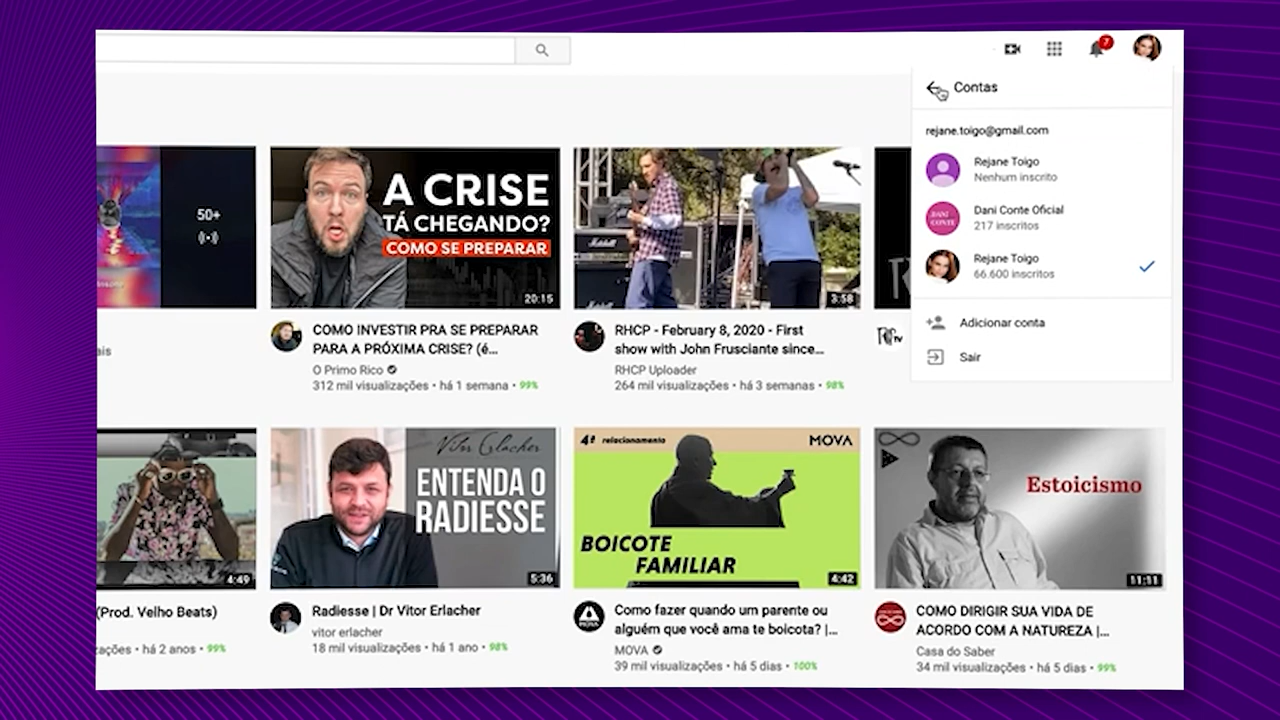 7
Contas
rejane.toigo@gmail.com
Rejane Toigo
Nenhum inscrito
DANI CONTE
Dani Conte Oficial
217 inscritos
Rejane Toigo
66.600 inscritos
Adicionar conta
Sair
50+
A CRISE
TÁ CHEGANDO?
COMO SE PREPARAR
20:15
Marshall
3:58
COMO INVESTIR PRA SE PREPARAR
PARA A PRÓXIMA CRISE? (é...
O Primo Rico
312 mil visualizações • há 1 semana • 99%
RHCP - February 8, 2020 - First
show with John Frusciante since...
RHCP Uploader
264 mil visualizações • há 3 semanas • 98%
TV
ais
4:49
Vitor Erlacher
ENTENDA O
RADIESSE
5:36
4º relacionamento
MOVA
BOICOTE
FAMILIAR
4:42
Estoicismo
11:11
(Prod. Velho Beats)
zações • há 2 anos • 99%
Radiesse | Dr Vitor Erlacher
vitor erlacher
18 mil visualizações • há 1 ano • 98%
MOVA
Como fazer quando um parente ou
alguém que você ama te boicota? |...
MOVA
39 mil visualizações • há 5 dias • 100%
COMO DIRIGIR SUA VIDA DE
ACORDO COM A NATUREZA |...
Casa do Saber
34 mil visualizações • há 5 dias • 99%